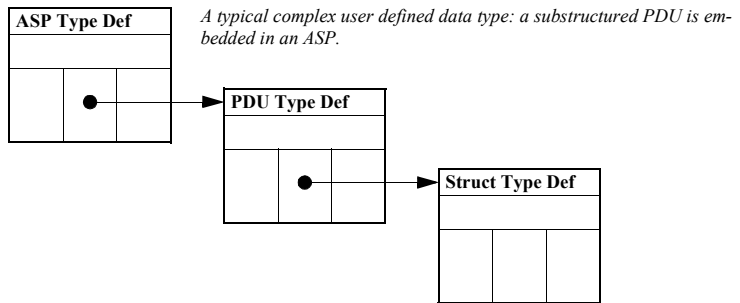 ASP Type Def
A typical complex user defined data type: a substructured PDU is em-
bedded in an ASP.
PDU Type Def
Struct Type Def